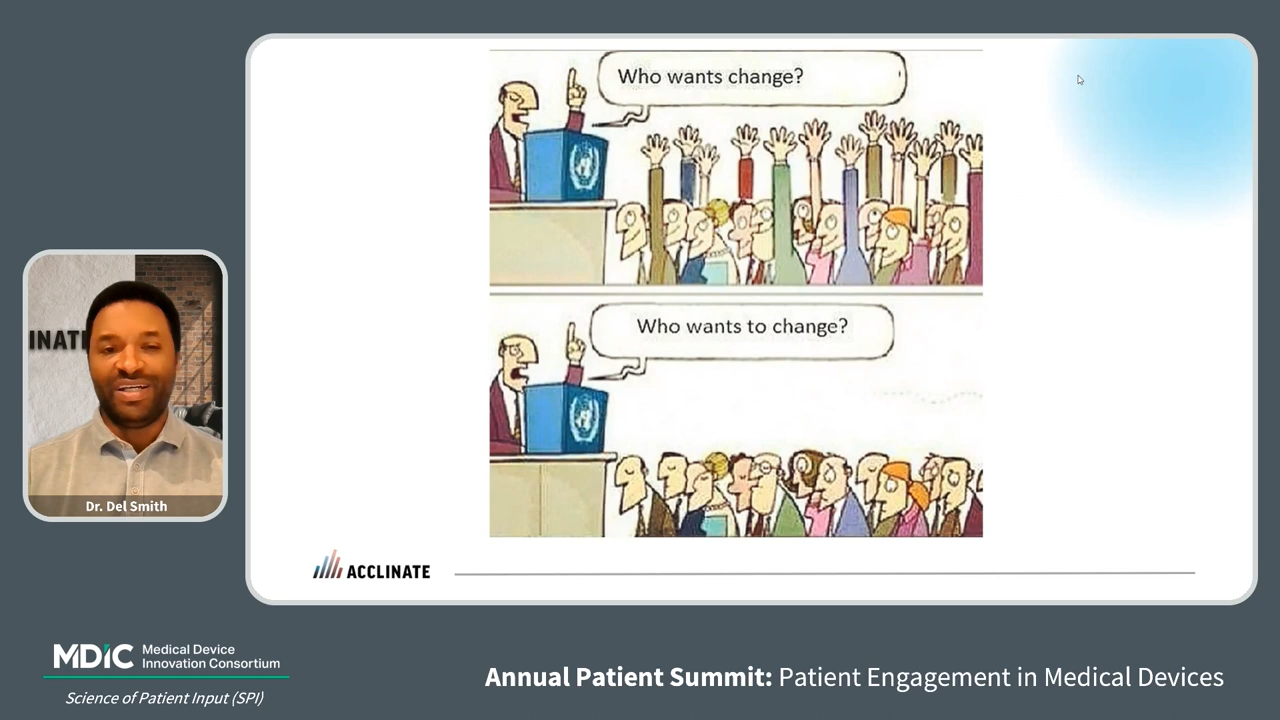 Who wants change?
Who wants to change?
INATI
Dr. Del Smith
ACCLINATE
MDIC Medical Device
Innovation Consortium
Science of Patient Input (SPI)
Annual Patient Summit: Patient Engagement in Medical Devices